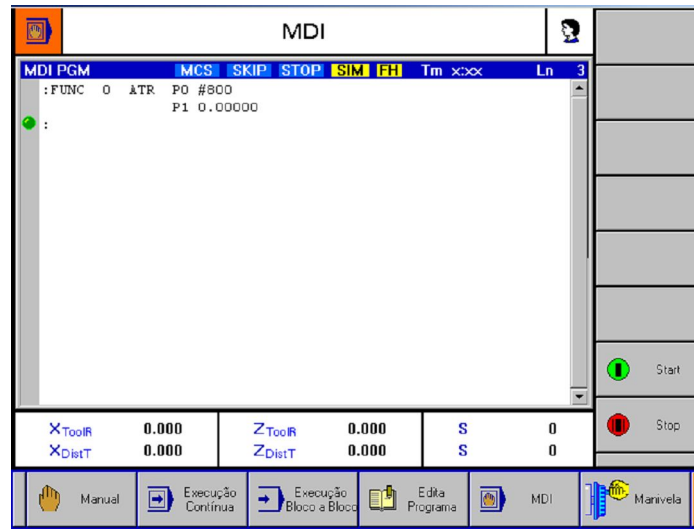 MDI
MDI PGM MCS SKIP STOP SIM FH Tm x:xx Ln 3
:FUNC 0 ATR P0 #800
P1 0.00000
:
Start
Stop
XToolR 0.000 ZToolR 0.000 S 0
XDistT 0.000 ZDistT 0.000 S 0
Manual
Execução
Contínua
Execução
Bloco a Bloco
Edita
Programa
MDI
Manivela